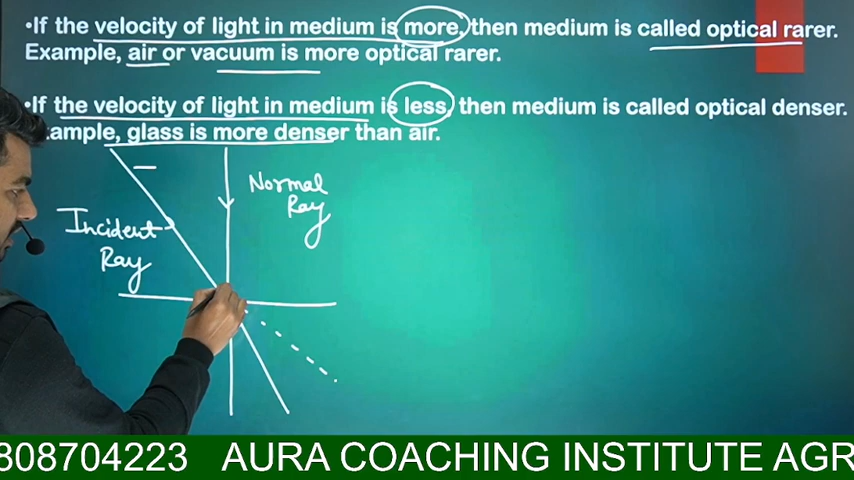 •If the velocity of light in medium is more, then medium is called optical rarer.
Example, air or vacuum is more optical rarer.
•If the velocity of light in medium is less, then medium is called optical denser.
ample, glass is more denser than air.
Normal
Ray
Incident
Ray
808704223 AURA COACHING INSTITUTE AGR